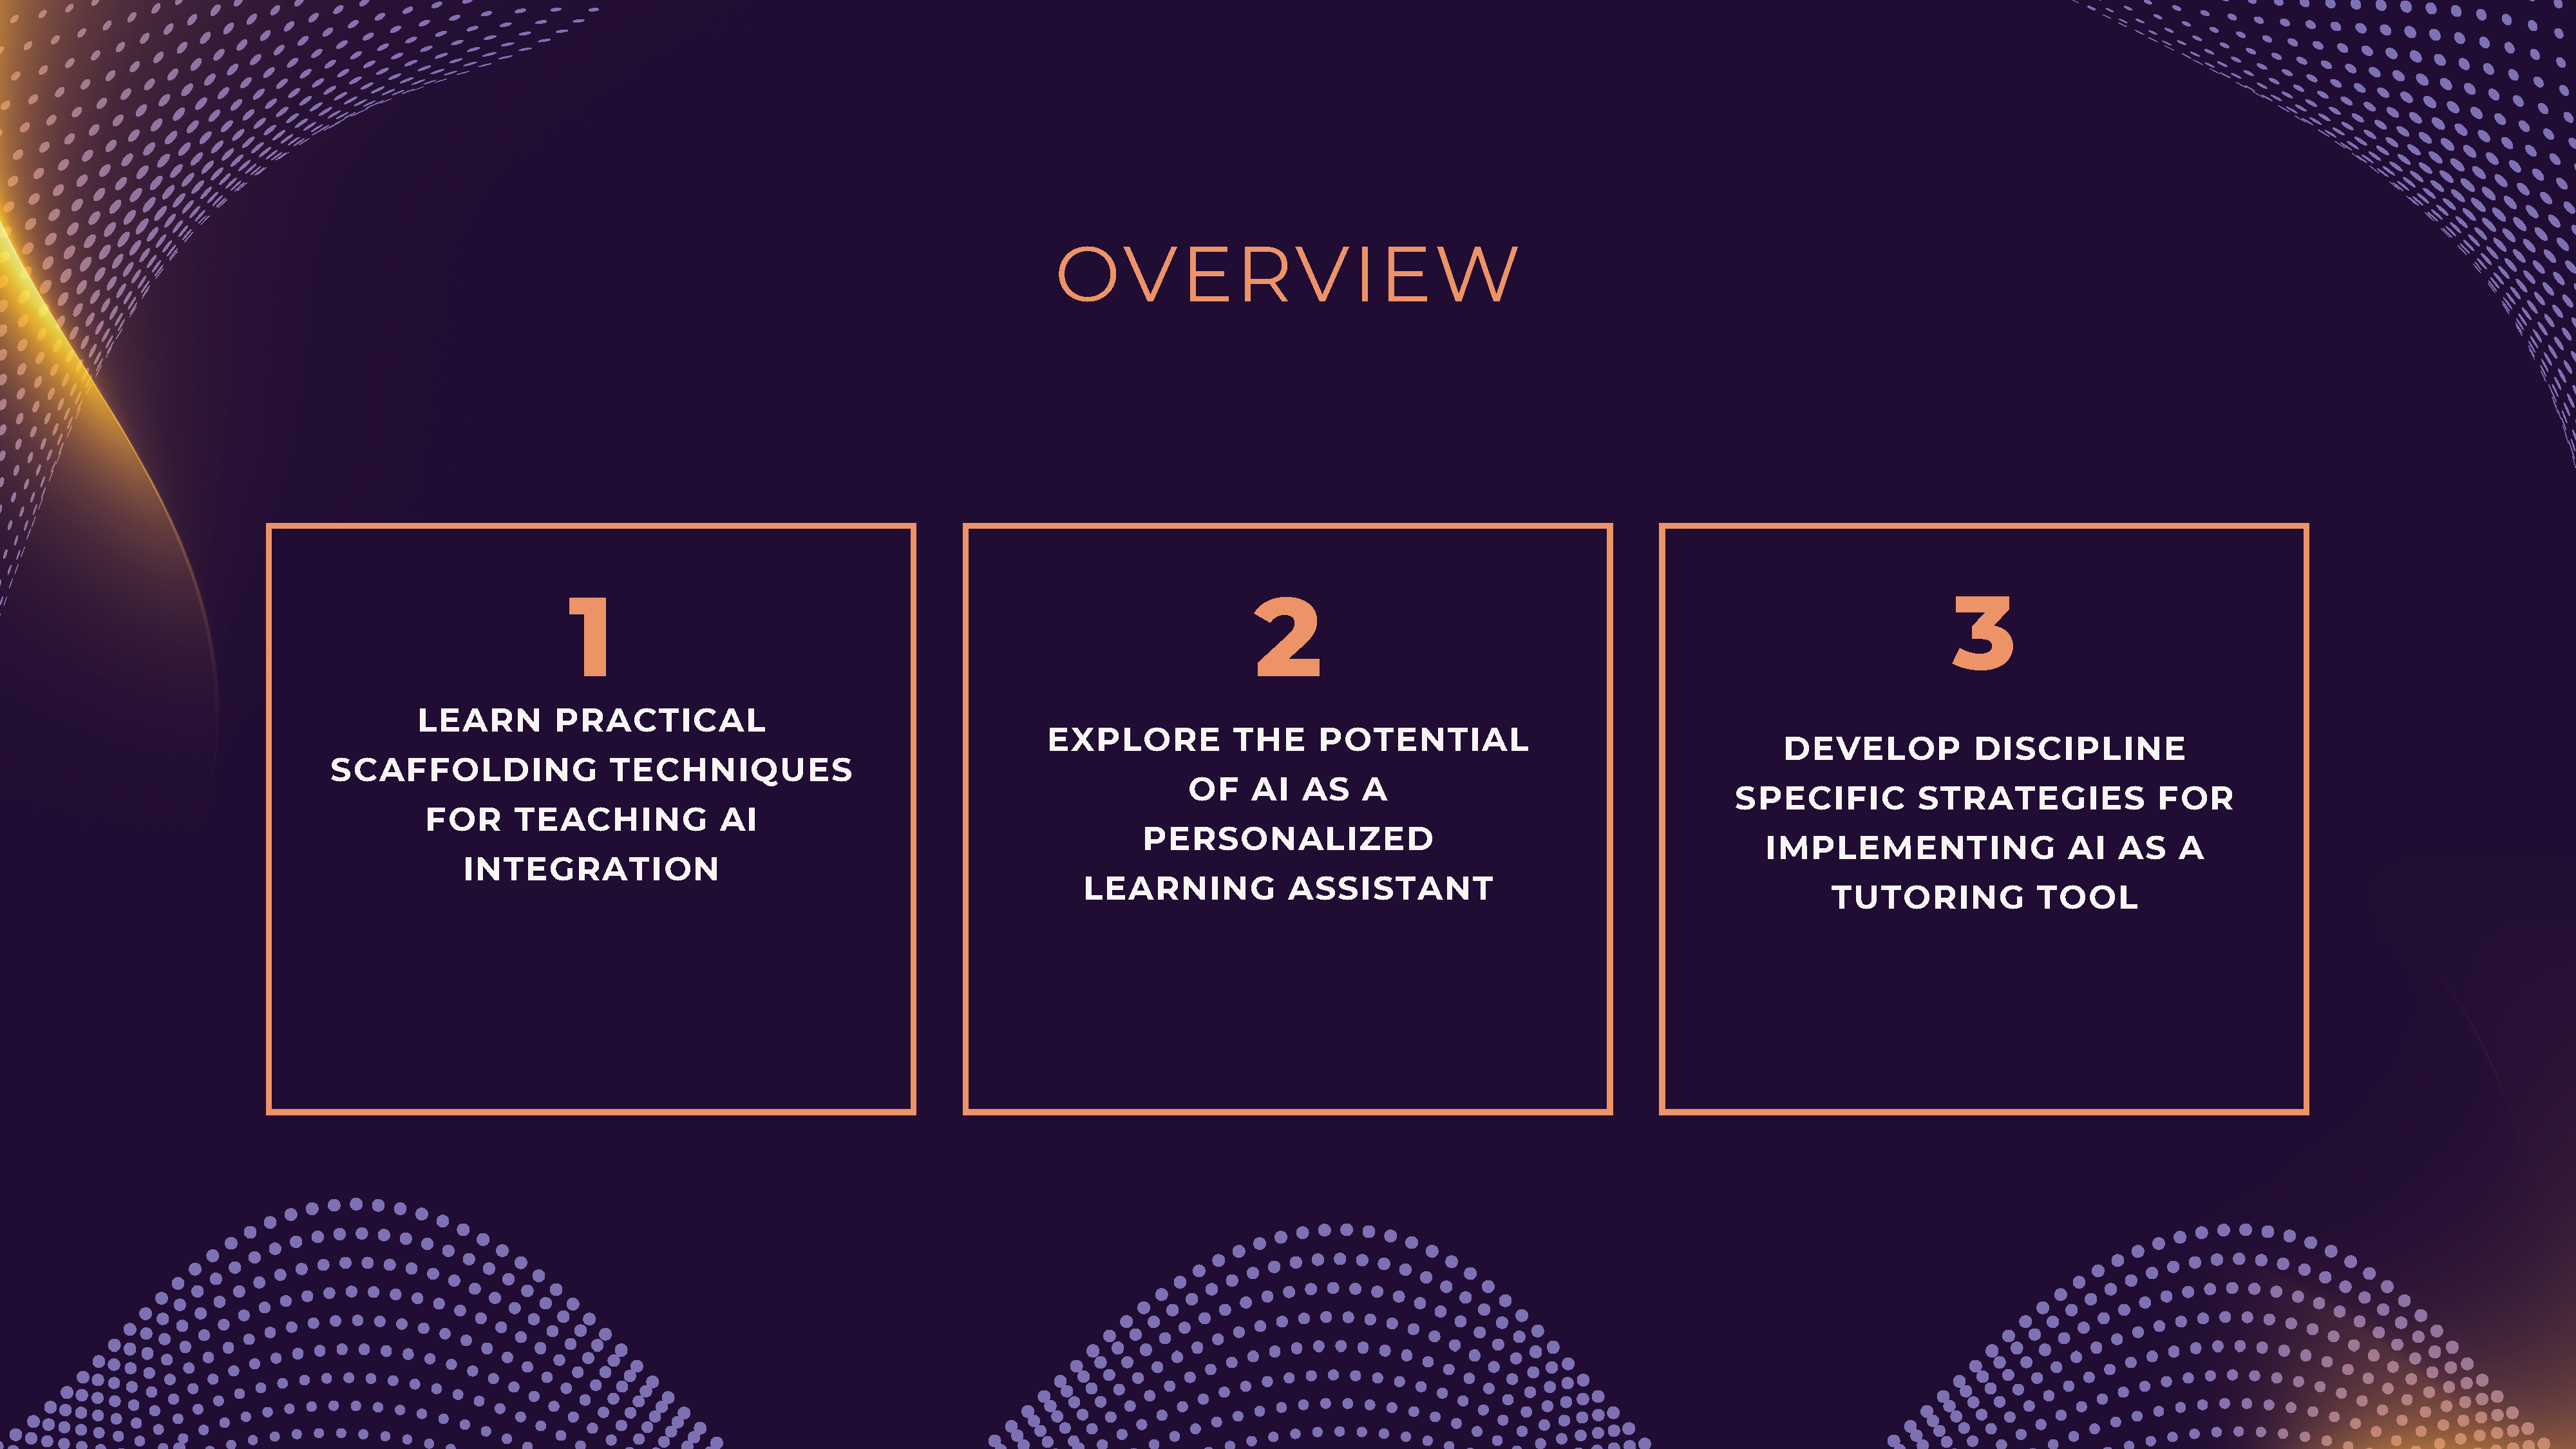 OVERVIEW
1
LEARN PRACTICAL
SCAFFOLDING TECHNIQUES
FOR TEACHING AI
INTEGRATION
2
EXPLORE THE POTENTIAL
OF AI AS A
PERSONALIZED
LEARNING ASSISTANT
3
DEVELOP DISCIPLINE
SPECIFIC STRATEGIES FOR
IMPLEMENTING AI AS A
TUTORING TOOL